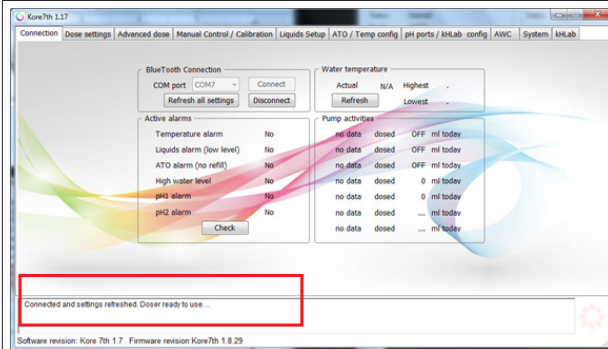 Kore7th 1.17
Connection Dose settings Advanced dose Manual Control / Calibration Liquids Setup ATO / Temp config pH ports / kHLab config AWC System kHLab
BlueTooth Connection
COM port COM7 Connect
Refresh all settings Disconnect
Water temperature
Actual N/A Highest -
Refresh Lowest -
Active alarms
Temperature alarm No
Liquids alarm (low level) No
ATO alarm (no refill) No
High water level No
pH1 alarm No
pH2 alarm No
Check
Pump activities
no data dosed OFF ml today
no data dosed OFF ml today
no data dosed OFF ml today
no data dosed 0 ml today
no data dosed 0 ml today
no data dosed ... ml today
no data dosed ... ml today
Connected and settings refreshed. Doser ready to use...
Software revision: Kore 7th 1.7 Firmware revision:Kore7th 1.8.29